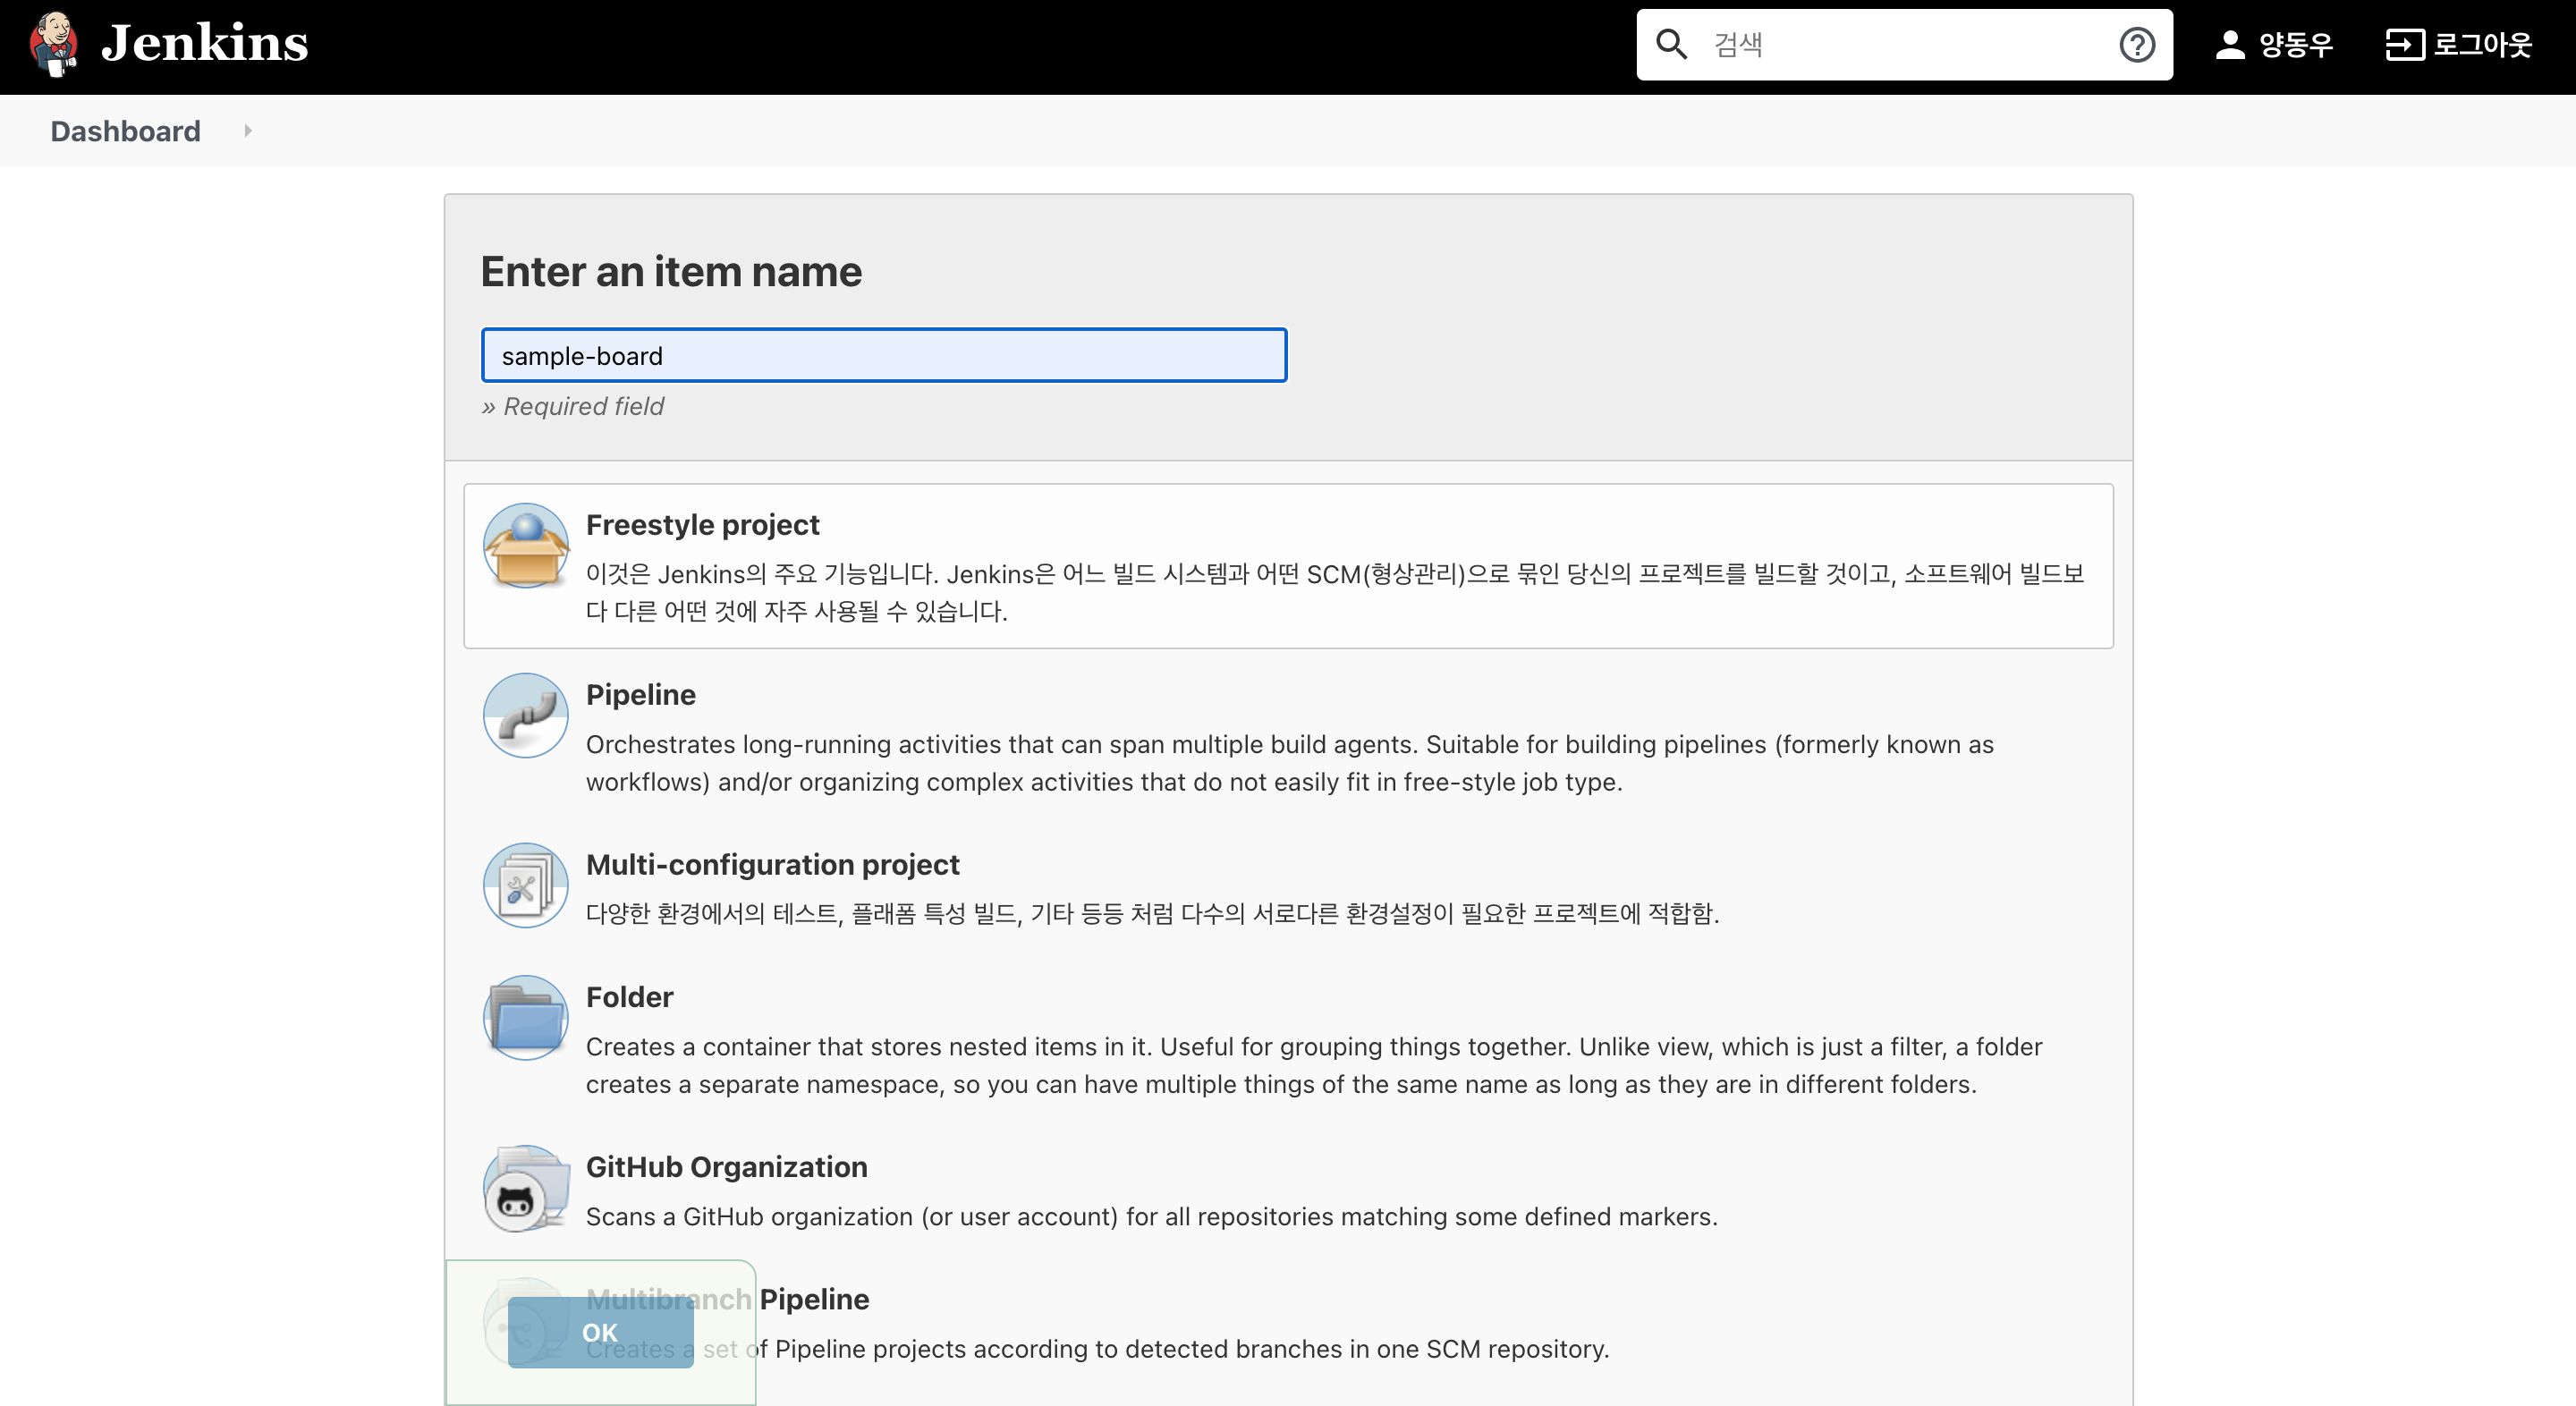 Jenkins
검색
양동우
로그아웃
Dashboard
Enter an item name
sample-board
» Required field
Freestyle project
이것은 Jenkins의 주요 기능입니다. Jenkins은 어느 빌드 시스템과 어떤 SCM(형상관리)으로 묶인 당신의 프로젝트를 빌드할 것이고, 소프트웨어 빌드보
다 다른 어떤 것에 자주 사용될 수 있습니다.
Pipeline
Orchestrates long-running activities that can span multiple build agents. Suitable for building pipelines (formerly known as
workflows) and/or organizing complex activities that do not easily fit in free-style job type.
Multi-configuration project
다양한 환경에서의 테스트, 플래폼 특성 빌드, 기타 등등 처럼 다수의 서로다른 환경설정이 필요한 프로젝트에 적합함.
Folder
Creates a container that stores nested items in it. Useful for grouping things together. Unlike view, which is just a filter, a folder
creates a separate namespace, so you can have multiple things of the same name as long as they are in different folders.
GitHub Organization
Scans a GitHub organization (or user account) for all repositories matching some defined markers.
Multibranch Pipeline
OK
Creates a set of Pipeline projects according to detected branches in one SCM repository.